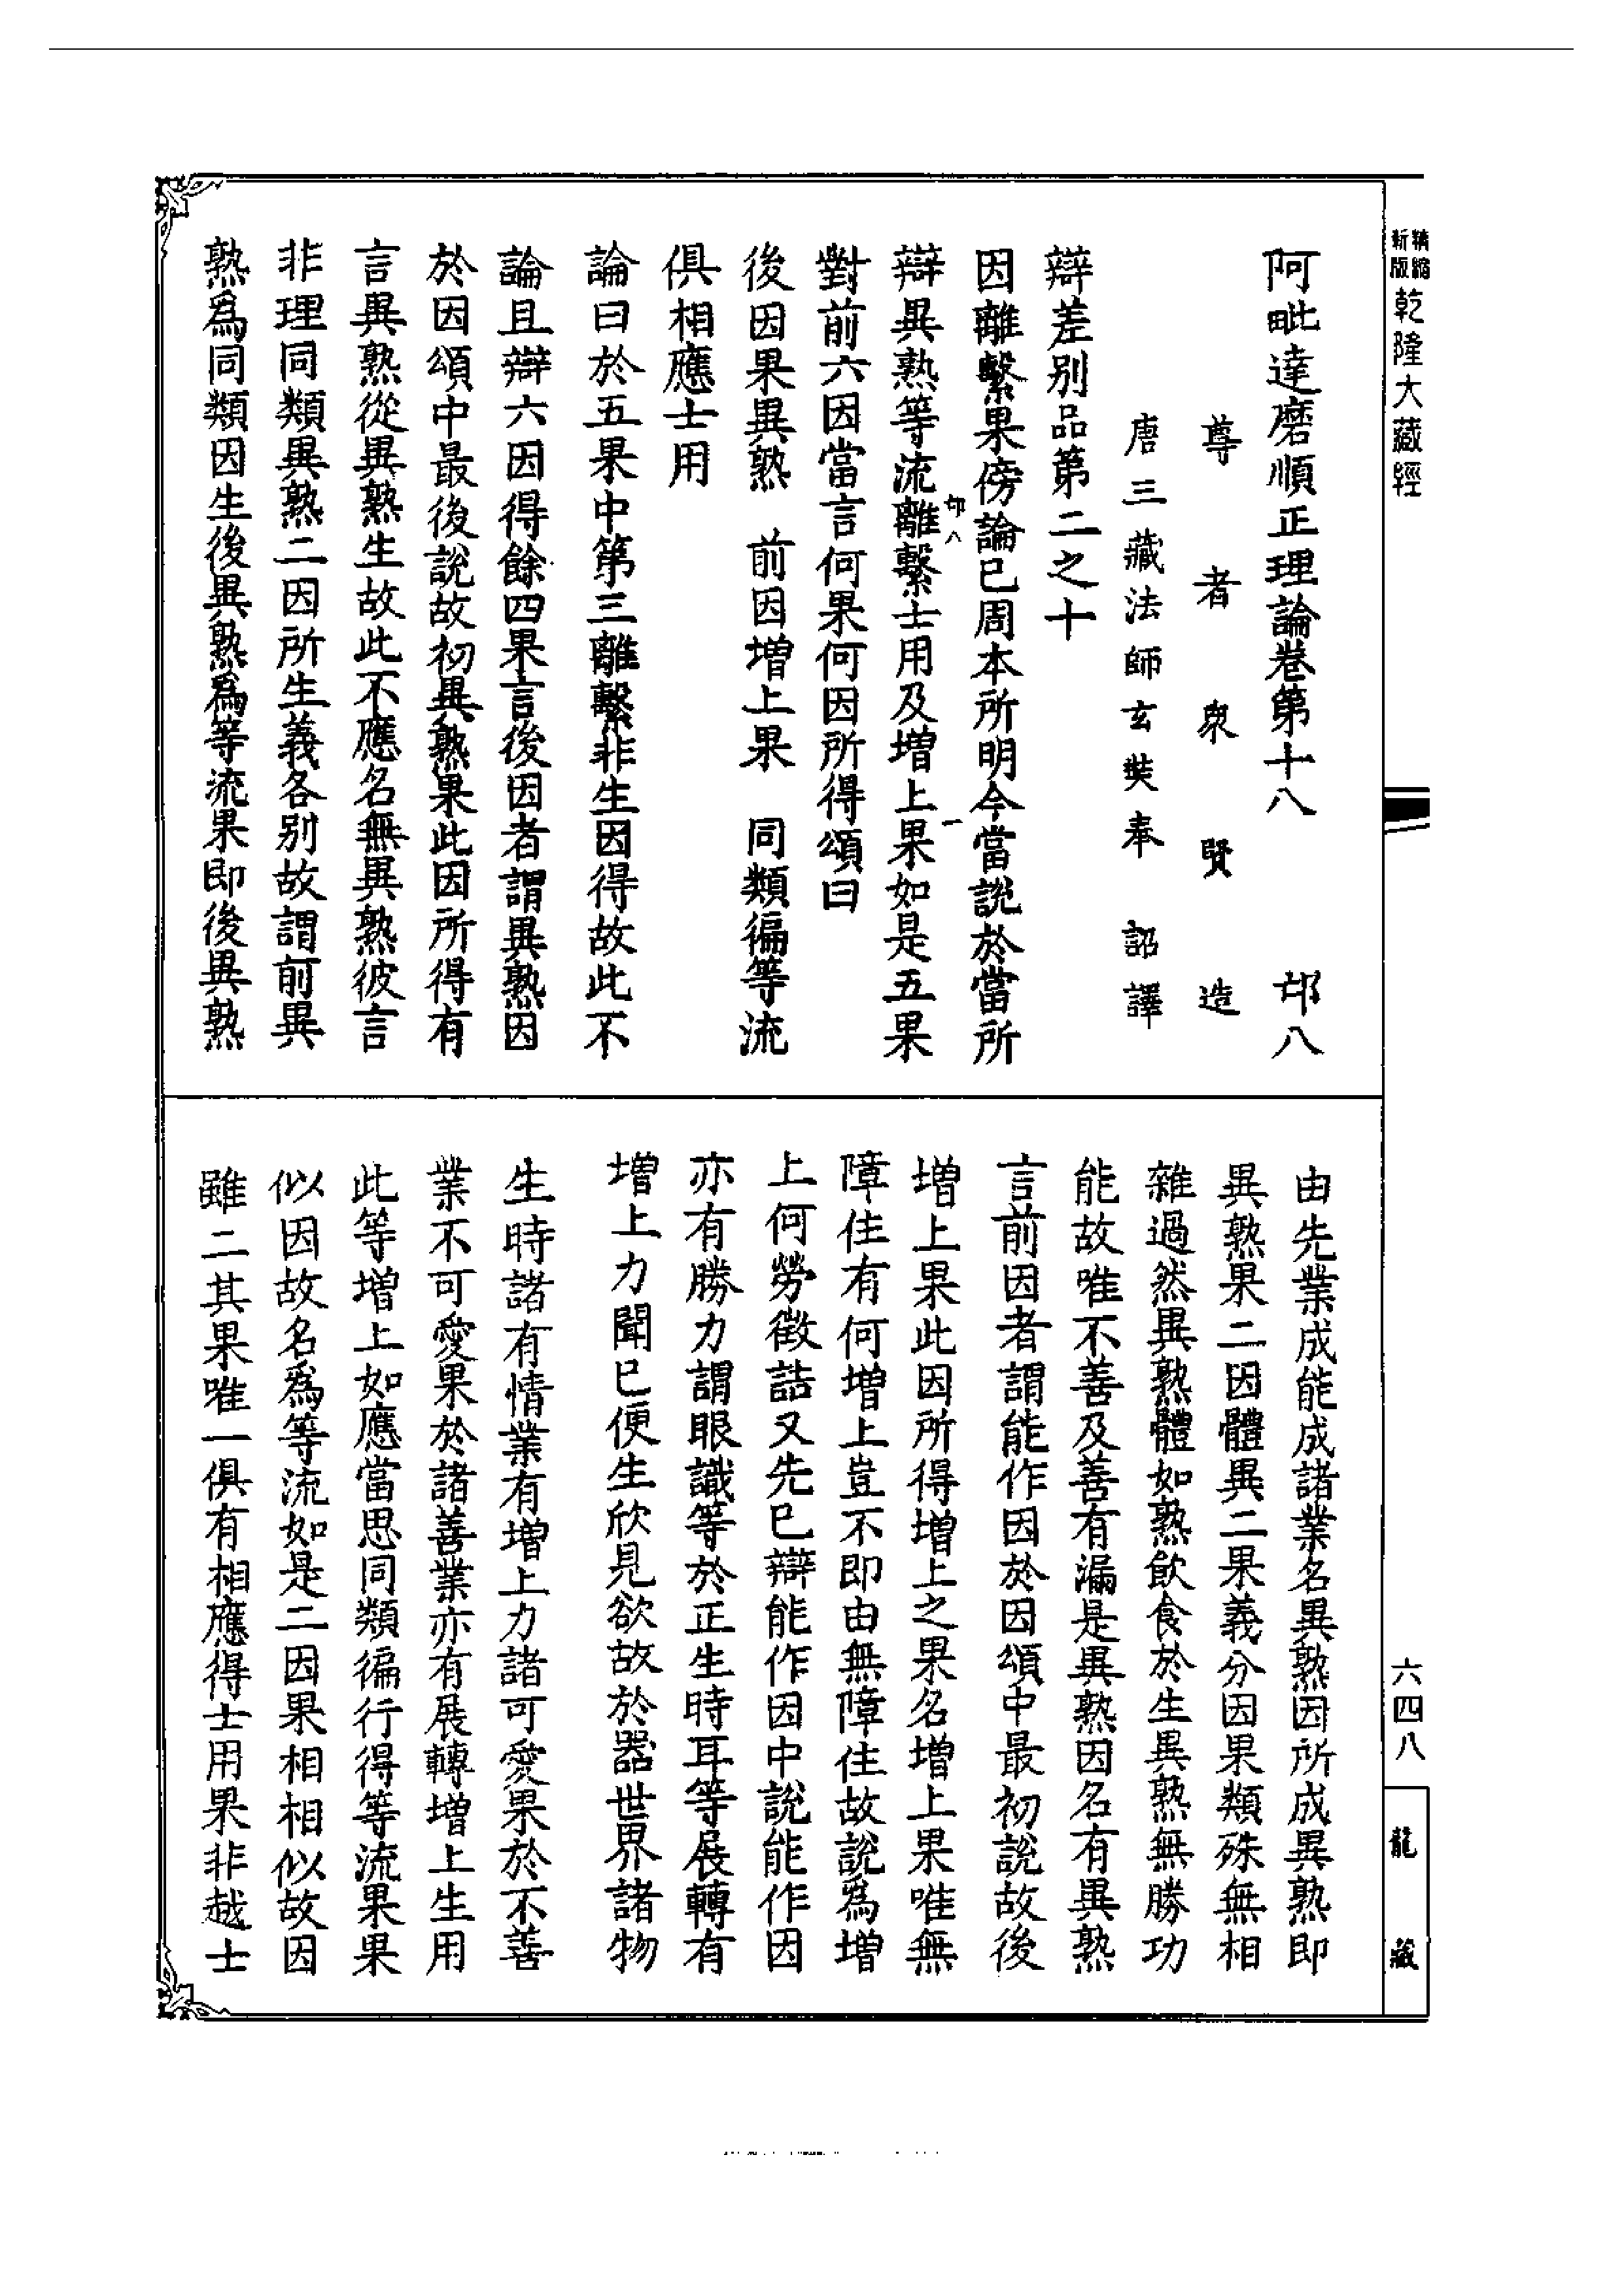 精縮
新版
乾隆大藏經
阿毗達磨順正理論卷第十八　邙八
尊者衆賢造
唐三藏法師玄奘奉　詔譯
辯差別品第二之十
因離繫果傍論已周本所明今當說於當所
辯異熟等流離繫士用及增上果如是五果
對前六因當言何果何因所得頌曰
後因果異熟　前因增上果　同類徧等流
俱相應士用
論曰於五果中第三離繫非生因得故此不
論且辯六因得餘四果言後因者謂異熟因
於因頌中最後說故初異熟果此因所得有
言異熟從異熟生故此不應名無異熟彼言
非理同類異熟二因所生義各別故謂前異
熟爲同類因生後異熟爲等流果即後異熟
由先業成能成諸業名異熟因所成異熟即
異熟果二因體異二果義分因果類殊無相
雜過然異熟體如熟飲食於生異熟無勝功
能故唯不善及善有漏是異熟因名有異熟
言前因者謂能作因於因頌中最初說故後
增上果此因所得增上之果名增上果唯無
障住有何增上豈不即由無障住故說爲增
上何勞徵詰又先已辯能作因中說能作因
亦有勝力謂眼識等於正生時耳等展轉有
增上力聞已便生欣見欲故於器世界諸物
生時諸有情業有增上力諸可愛果於不善
業不可愛果於諸善業亦有展轉增上生用
此等增上如應當思同類徧行得等流果果
似因故名爲等流如是二因果相相似故因
雖二其果唯一俱有相應得士用果非越士
六四八
龍藏